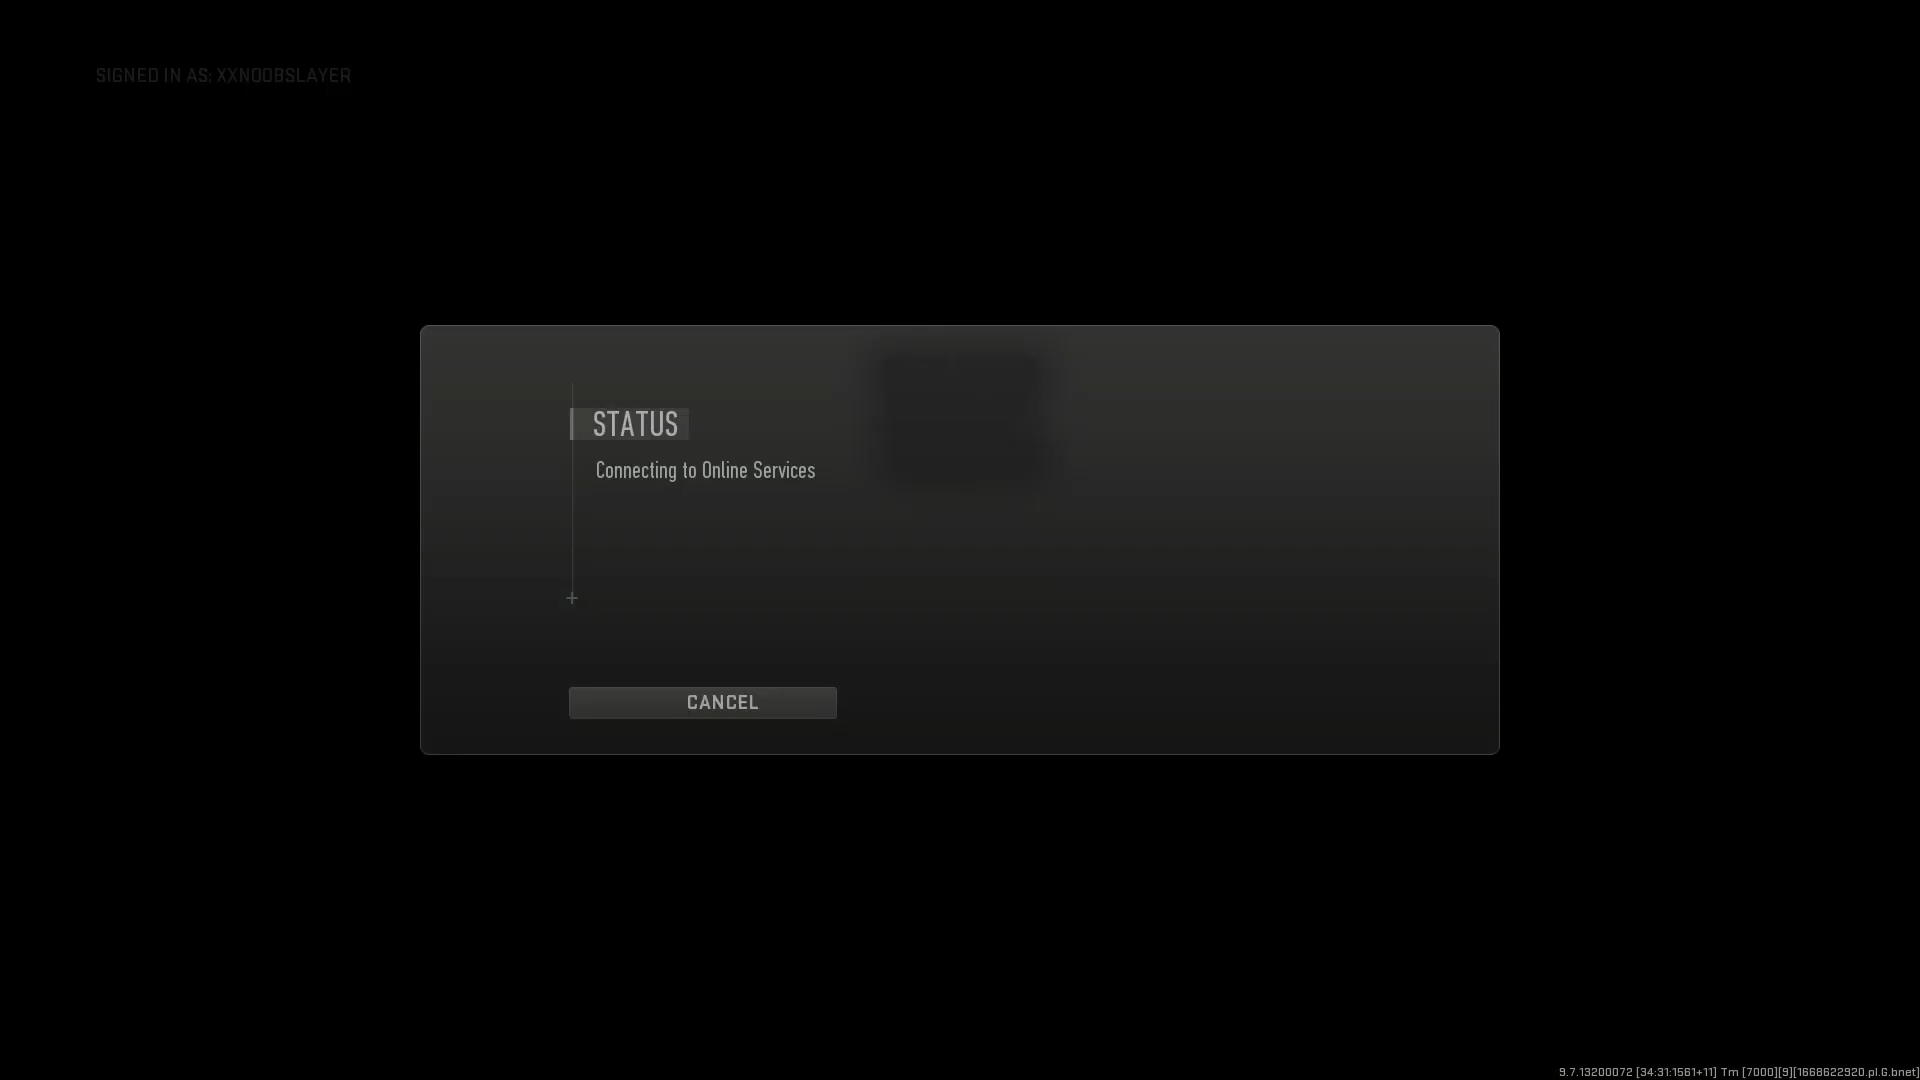 SIGNED IN AS: XXNOOBSLAYER
STATUS
Connecting to Online Services
CANCEL
9.7.13200072 [34:31:1561+11] Tm [7000][9][1668622920.pl.G.bnet]